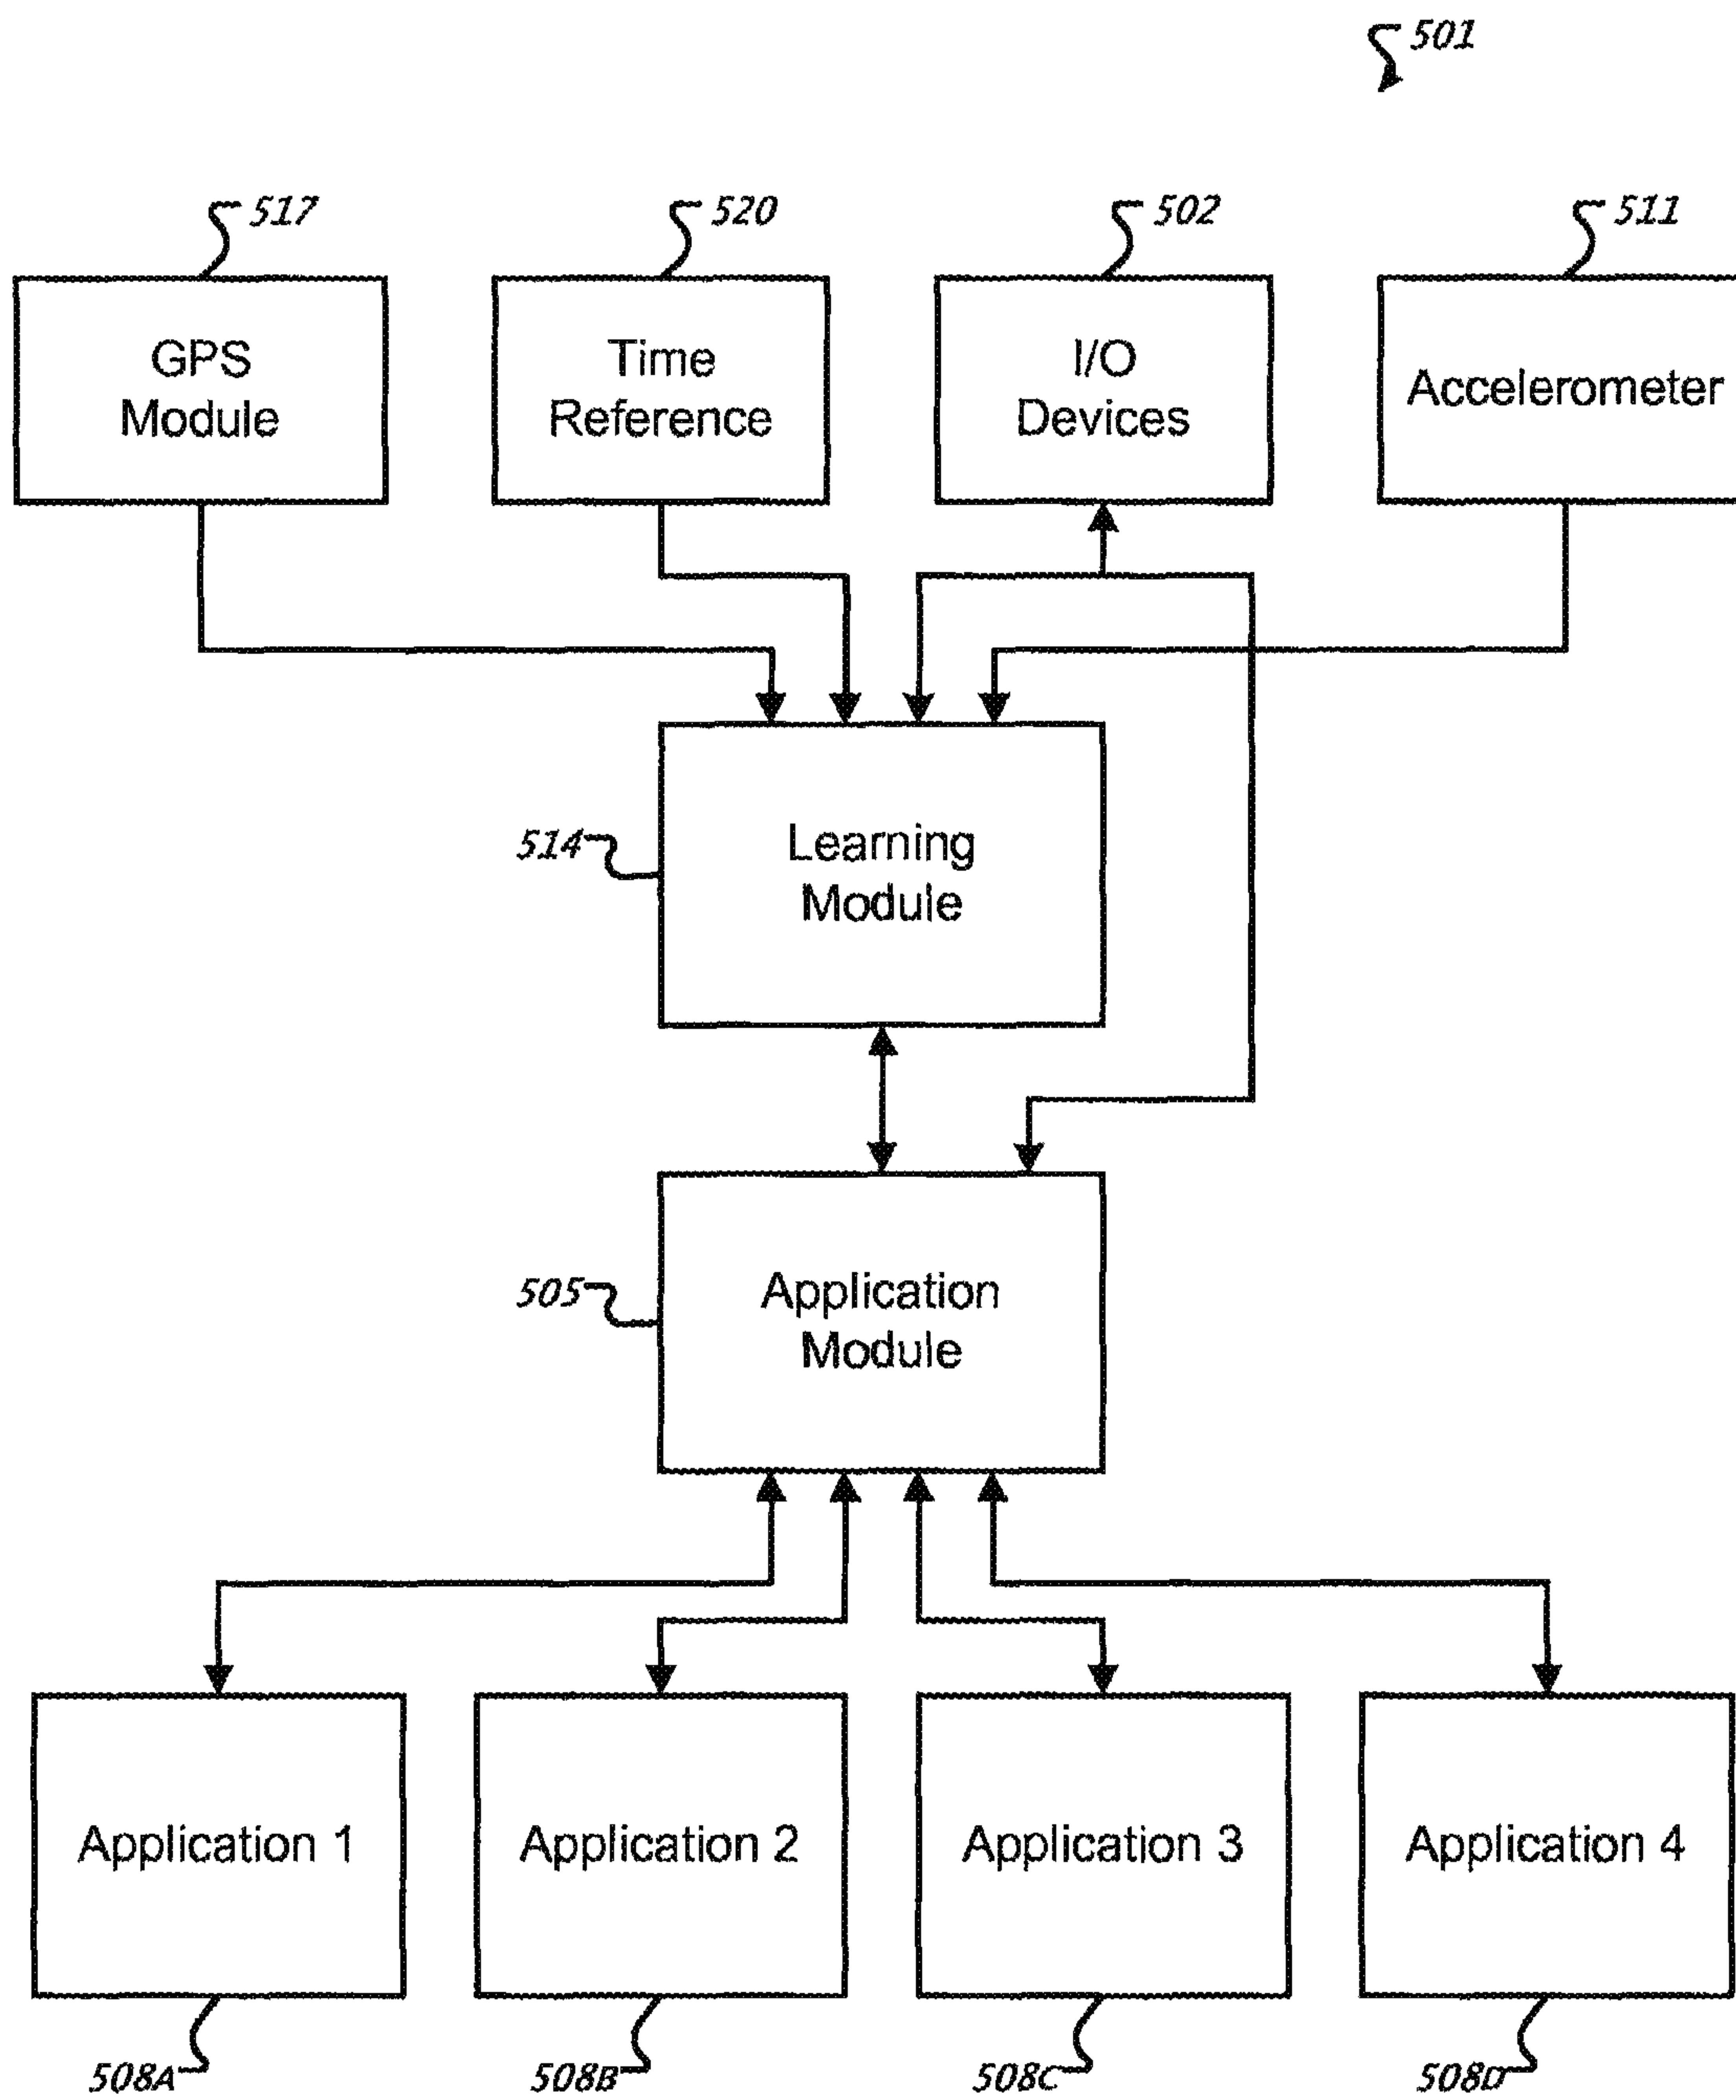 501
517
520
502
511
GPS
Module
Time
Reference
I/O
Devices
Accelerometer
514
Learning
Module
505
Application
Module
Application 1
Application 2
Application 3
Application 4
508A
508B
508C
508D